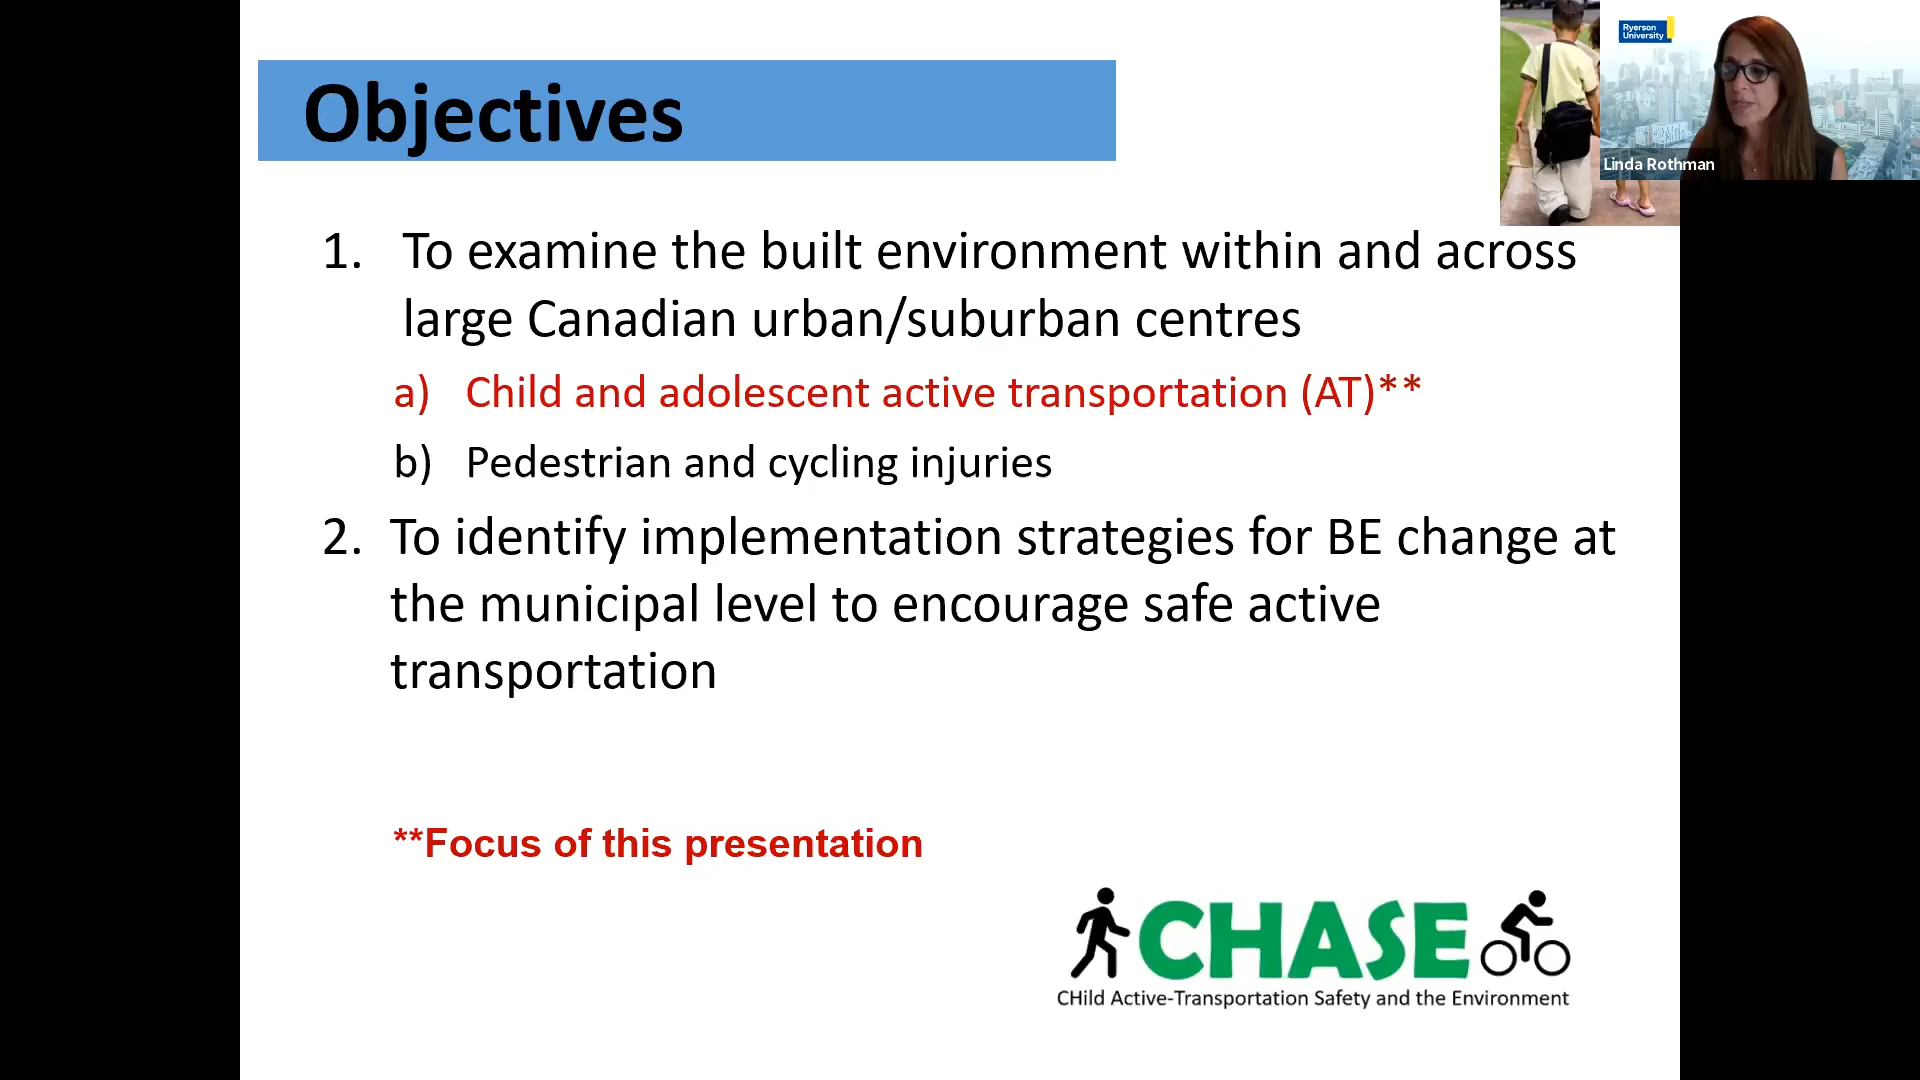 Objectives
Ryerson
University
Linda Rothman
1. To examine the built environment within and across
large Canadian urban/suburban centres
a) Child and adolescent active transportation (AT)**
b) Pedestrian and cycling injuries
2. To identify implementation strategies for BE change at
the municipal level to encourage safe active
transportation
**Focus of this presentation
CHASE
CHild Active-Transportation Safety and the Environment